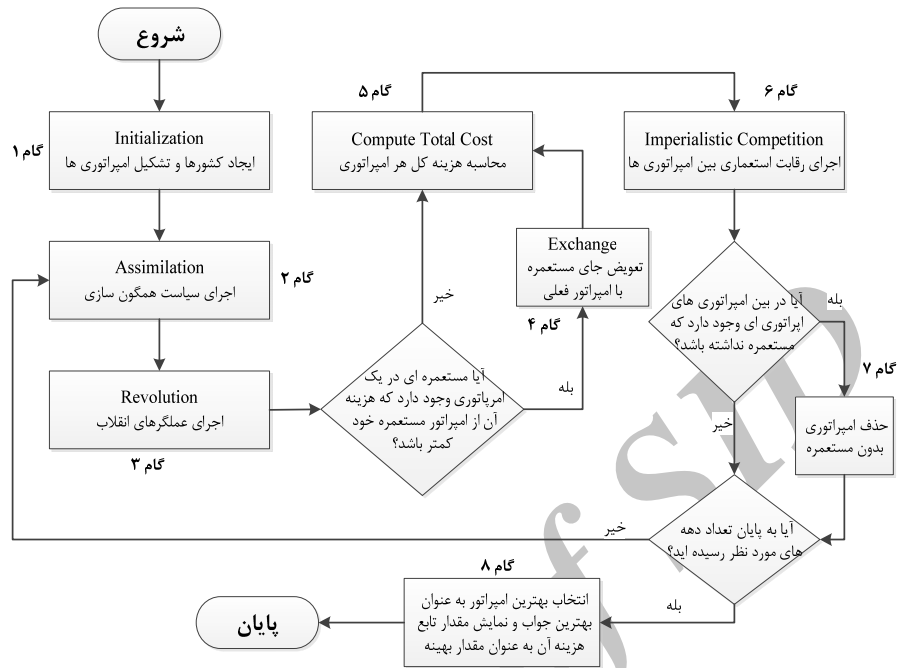 شروع
گام ۱
Initialization
ایجاد کشورها و تشکیل امپراتوری ها
گام ۲
Assimilation
اجرای سیاست همگون سازی
Revolution
اجرای عملگرهای انقلاب
گام ۳
آیا مستعمره ای در یک
امرپاتوری وجود دارد که هزینه
آن از امپراتور مستعمره خود
کمتر باشد؟
خیر
بله
Exchange
تعویض جای مستعمره
با امپراتور فعلی
گام ۴
گام ۵
Compute Total Cost
محاسبه هزینه کل هر امپراتوری
گام ۶
Imperialistic Competition
اجرای رقابت استعماری بین امپراتوری ها
آیا در بین امپراتوری های
اپراتوری ای وجود دارد که
مستعمره نداشته باشد؟
بله
خیر
گام ۷
حذف امپراتوری
بدون مستعمره
آیا به پایان تعداد دهه
های مورد نظر رسیده اید؟
خیر
بله
گام ۸
انتخاب بهترین امپراتور به عنوان
بهترین جواب و نمایش مقدار تابع
هزینه آن به عنوان مقدار بهینه
پایان
f SID